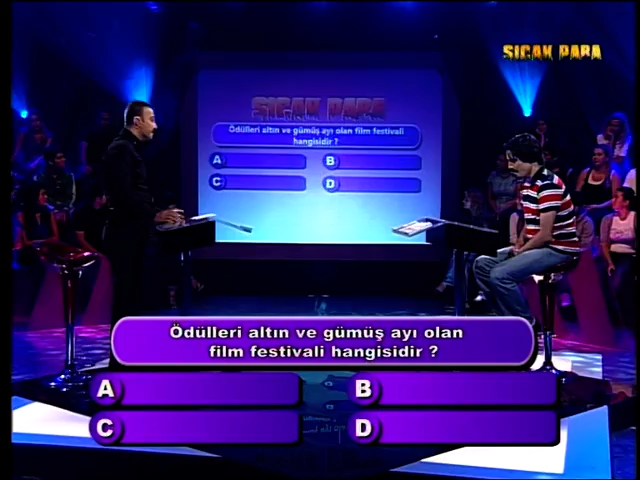 SICAK PARA
SICAK PARA
Ödülleri altın ve gümüş ayı olan film festivali
hangisidir ?
A B
C D
Ödülleri altın ve gümüş ayı olan
film festivali hangisidir ?
A B
C D